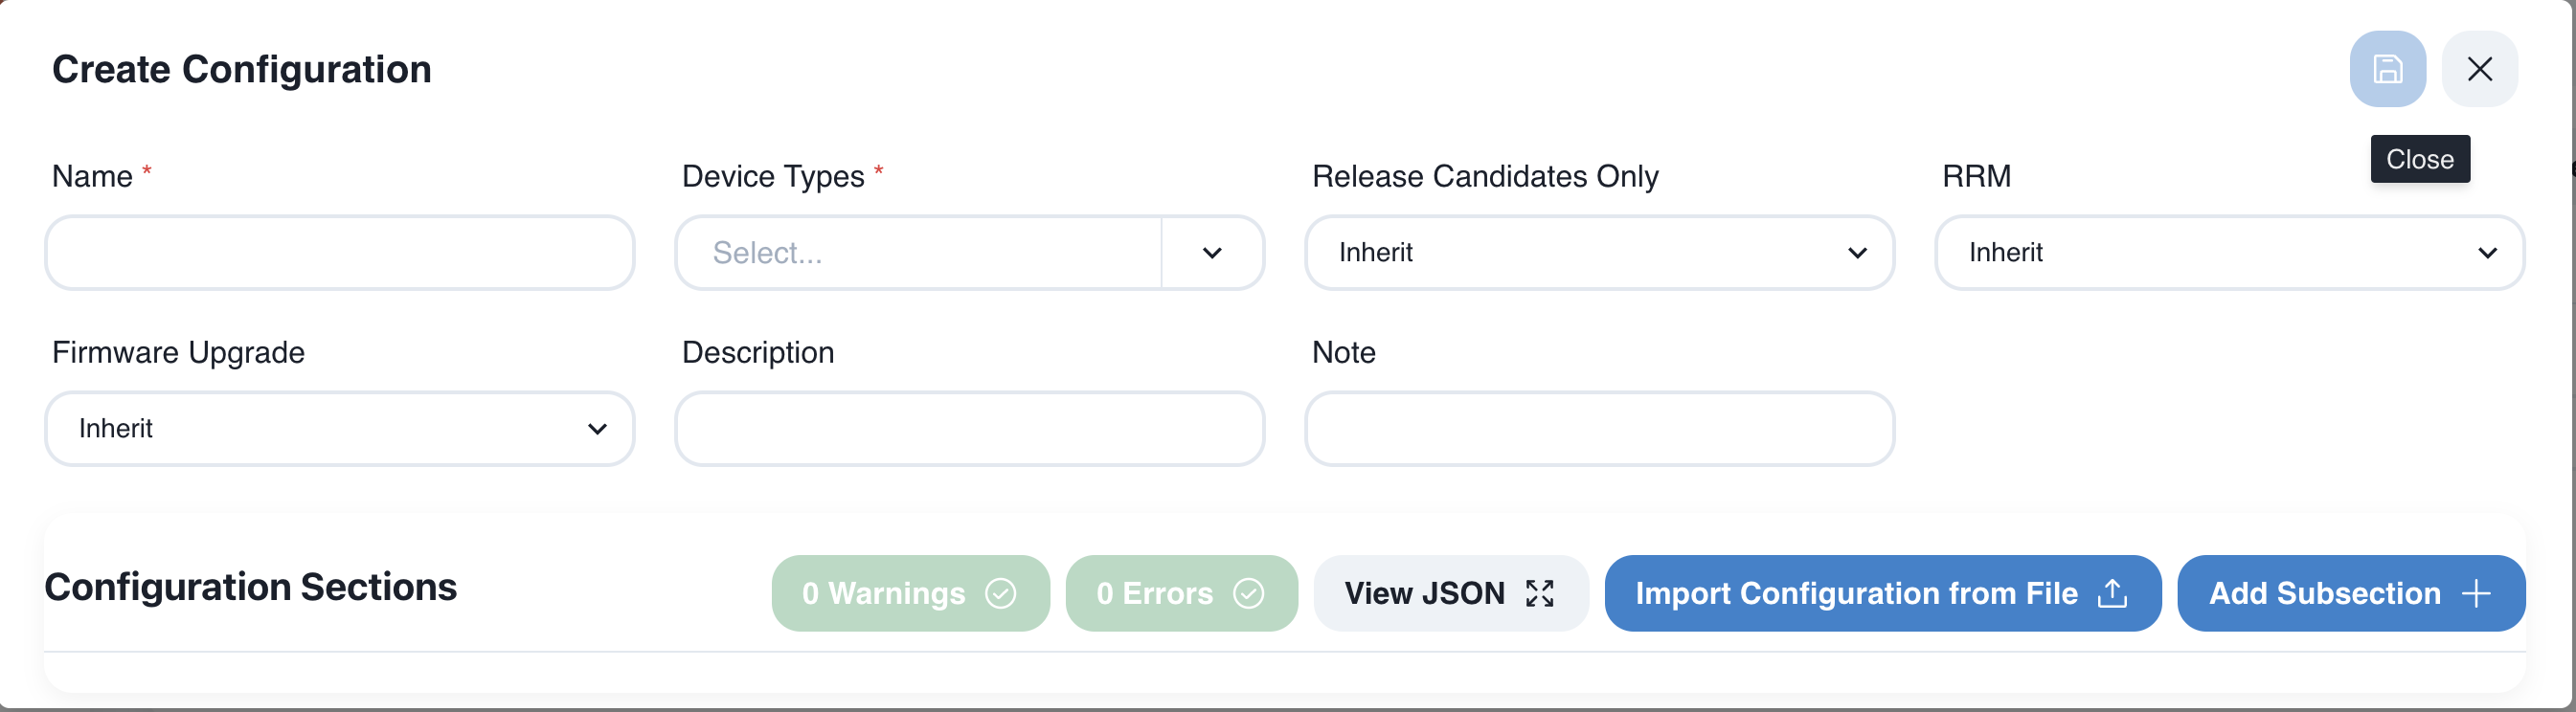 Create Configuration
Close
Name *
Device Types *
Release Candidates Only
RRM
Select...
Inherit
Inherit
Firmware Upgrade
Description
Note
Inherit
Configuration Sections
0 Warnings
0 Errors
View JSON
Import Configuration from File
Add Subsection